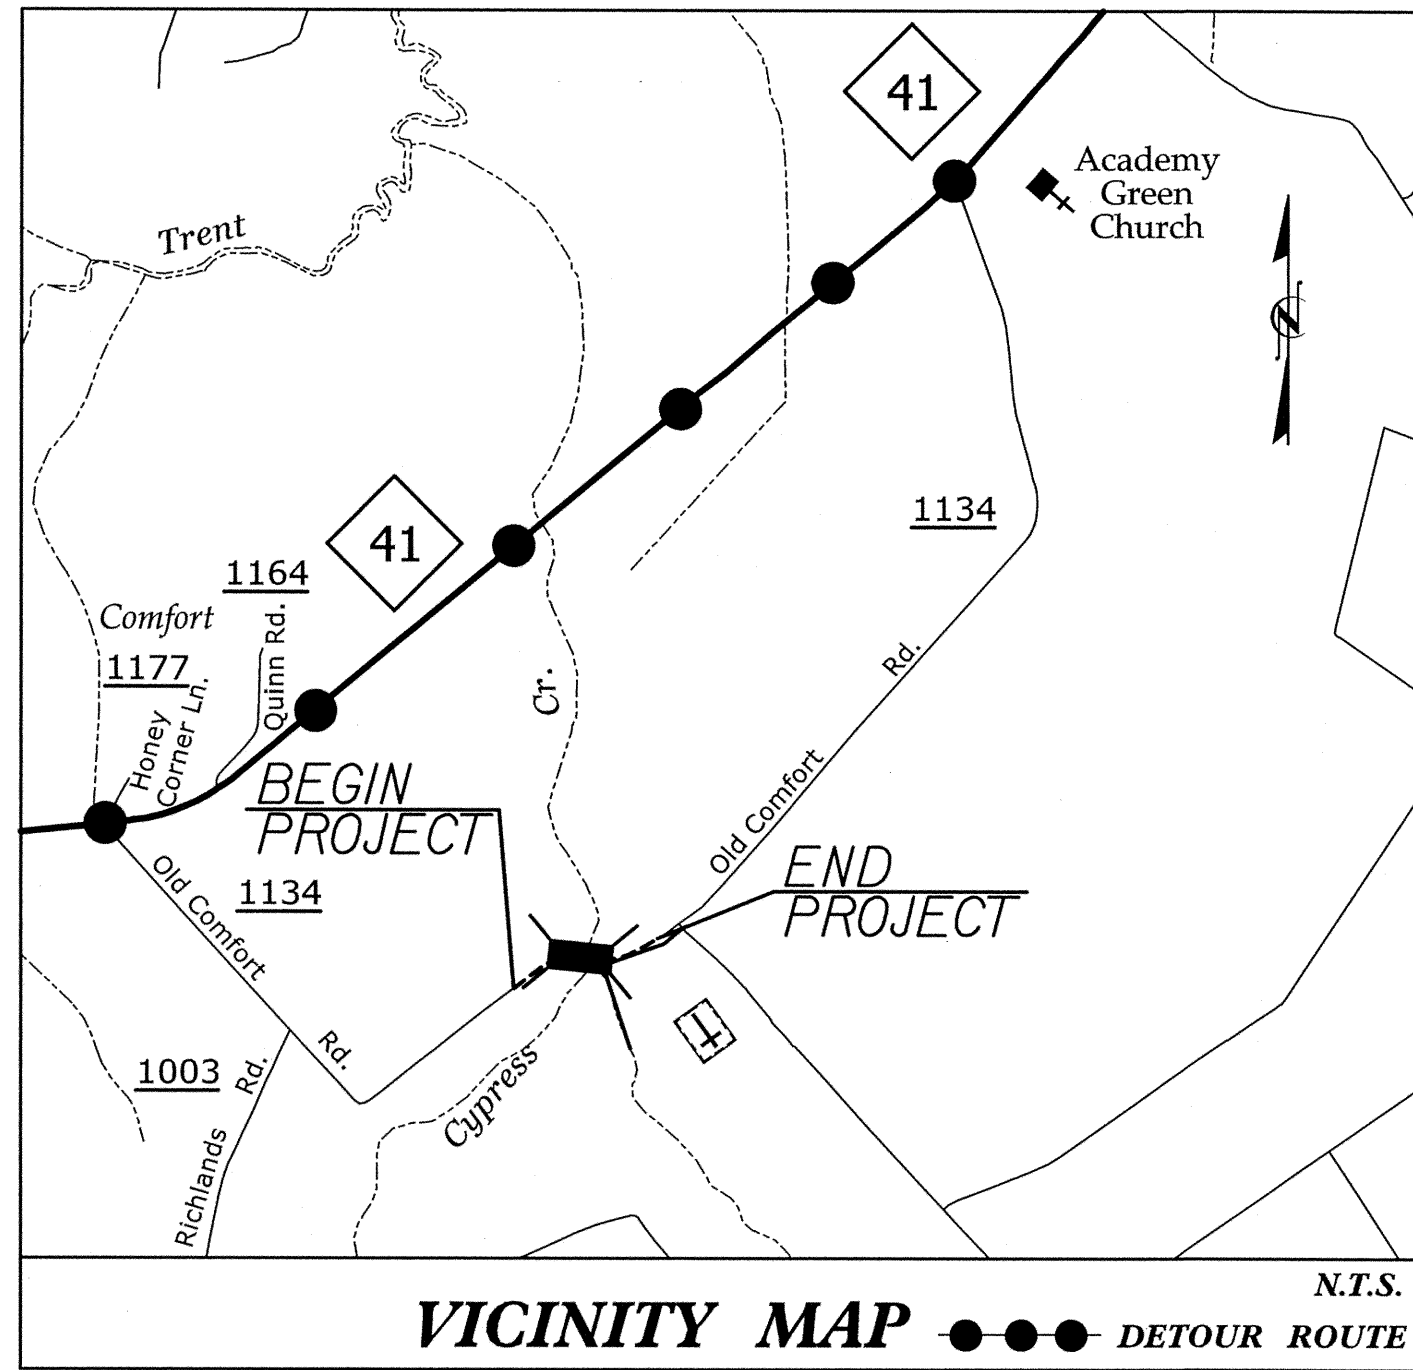 41
Academy
Green
Church
Trent
N
1134
41
1164
Comfort
1177
Quinn Rd.
Honey
Corner Ln.
Cr.
Rd.
Old Comfort
BEGIN
PROJECT
END
PROJECT
Old Comfort
1134
Rd.
1003
Rd.
Richlands
Cypress
N.T.S.
VICINITY MAP
DETOUR ROUTE